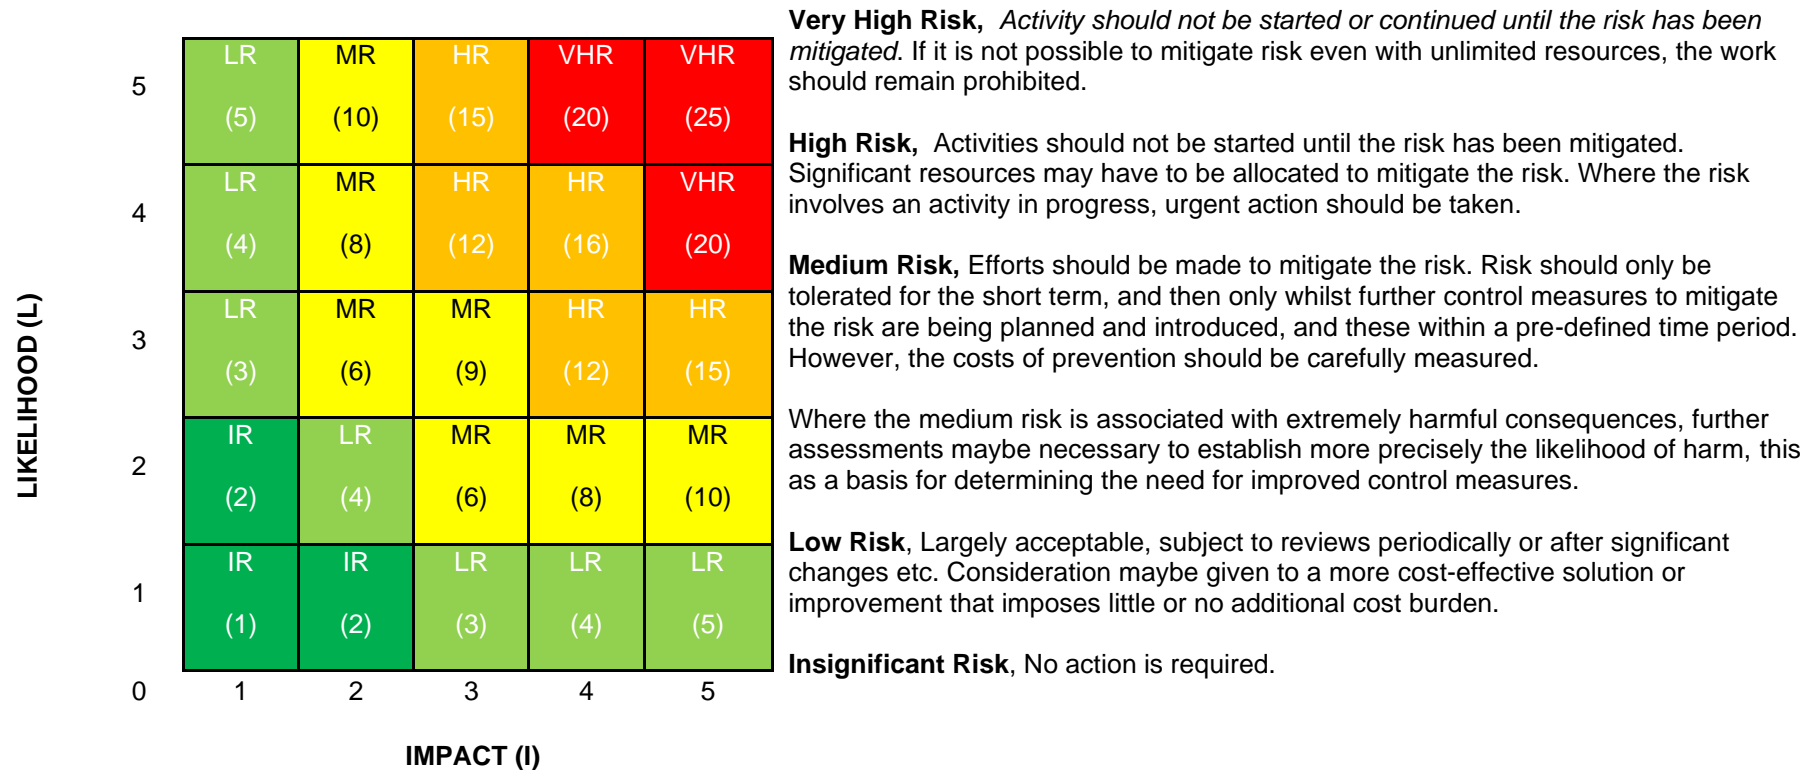 LIKELIHOOD (L)
5
LR MR HR VHR VHR
(5) (10) (15) (20) (25)
4
LR MR HR HR VHR
(4) (8) (12) (16) (20)
3
LR MR MR HR HR
(3) (6) (9) (12) (15)
2
IR LR MR MR MR
(2) (4) (6) (8) (10)
1
IR IR LR LR LR
(1) (2) (3) (4) (5)
0 1 2 3 4 5
IMPACT (I)
Very High Risk, Activity should not be started or continued until the risk has been
mitigated. If it is not possible to mitigate risk even with unlimited resources, the work
should remain prohibited.
High Risk, Activities should not be started until the risk has been mitigated.
Significant resources may have to be allocated to mitigate the risk. Where the risk
involves an activity in progress, urgent action should be taken.
Medium Risk, Efforts should be made to mitigate the risk. Risk should only be
tolerated for the short term, and then only whilst further control measures to mitigate
the risk are being planned and introduced, and these within a pre-defined time period.
However, the costs of prevention should be carefully measured.
Where the medium risk is associated with extremely harmful consequences, further
assessments maybe necessary to establish more precisely the likelihood of harm, this
as a basis for determining the need for improved control measures.
Low Risk, Largely acceptable, subject to reviews periodically or after significant
changes etc. Consideration maybe given to a more cost-effective solution or
improvement that imposes little or no additional cost burden.
Insignificant Risk, No action is required.